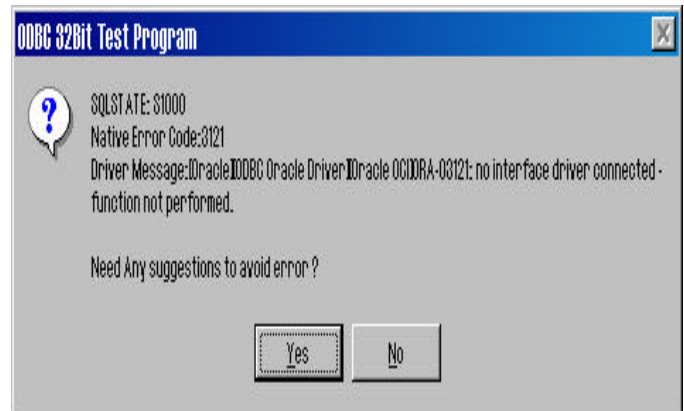 ODBC 32Bit Test Program
SQLSTATE: S1000
Native Error Code:3121
Driver Message:[Oracle][ODBC Oracle Driver][Oracle OCI]ORA-03121: no interface driver connected -
function not performed.
Need Any suggestions to avoid error ?
Yes
No